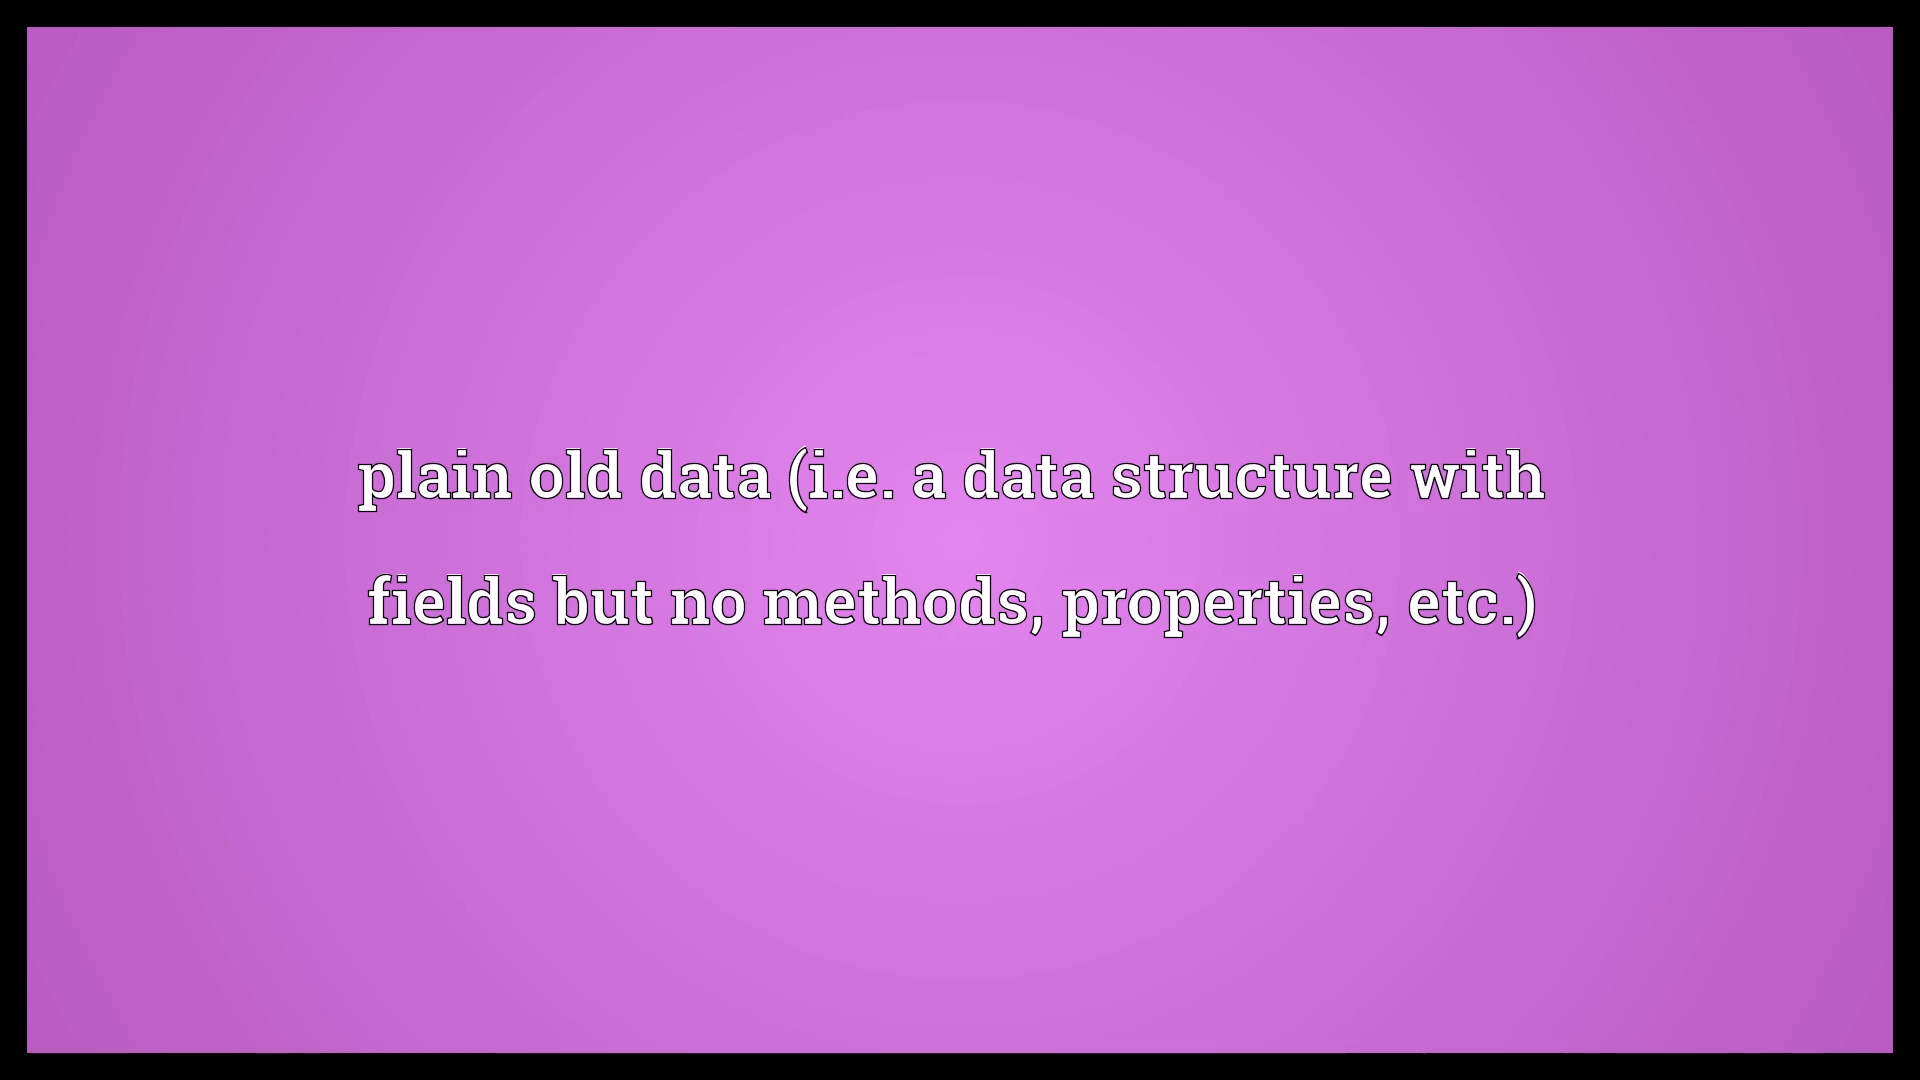 plain old data (i.e. a data structure with
fields but no methods, properties, etc.)